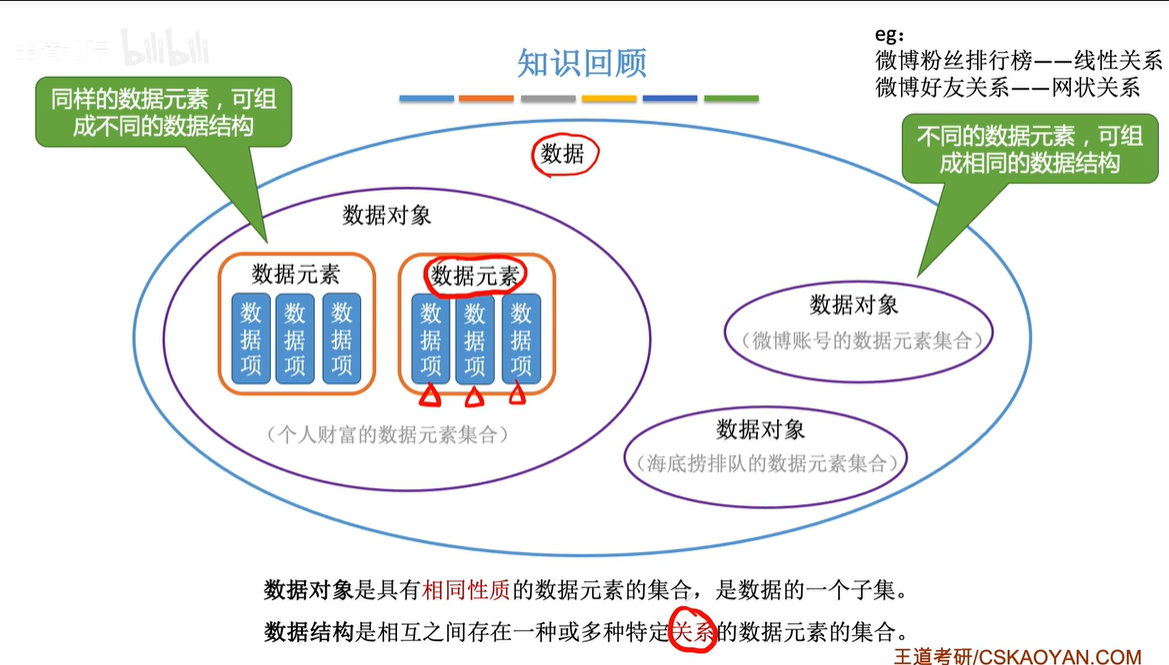 bilibili
知识回顾
eg：
微博粉丝排行榜——线性关系
微博好友关系——网状关系
同样的数据元素，可组
成不同的数据结构
不同的数据元素，可组
成相同的数据结构
数据
数据对象
数据元素
数据项
数据项
数据项
数据元素
数据项
数据项
数据项
（个人财富的数据元素集合）
数据对象
（微博账号的数据元素集合）
数据对象
（海底捞排队的数据元素集合）
数据对象是具有相同性质的数据元素的集合，是数据的一个子集。
数据结构是相互之间存在一种或多种特定关系的数据元素的集合。
王道考研/CSKAOYAN.COM